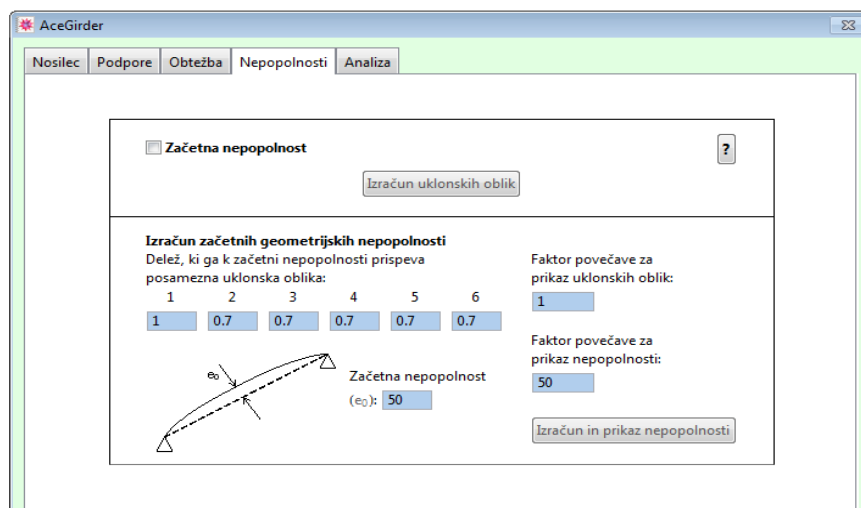 AceGirder
Nosilec Podpore Obtežba Nepopolnosti Analiza
Začetna nepopolnost
?
Izračun uklonskih oblik
Izračun začetnih geometrijskih nepopolnosti
Delež, ki ga k začetni nepopolnosti prispeva
posamezna uklonska oblika:
1 2 3 4 5 6
1 0.7 0.7 0.7 0.7 0.7
Faktor povečave za
prikaz uklonskih oblik:
1
e₀
Začetna nepopolnost
(e₀): 50
Faktor povečave za
prikaz nepopolnosti:
50
Izračun in prikaz nepopolnosti